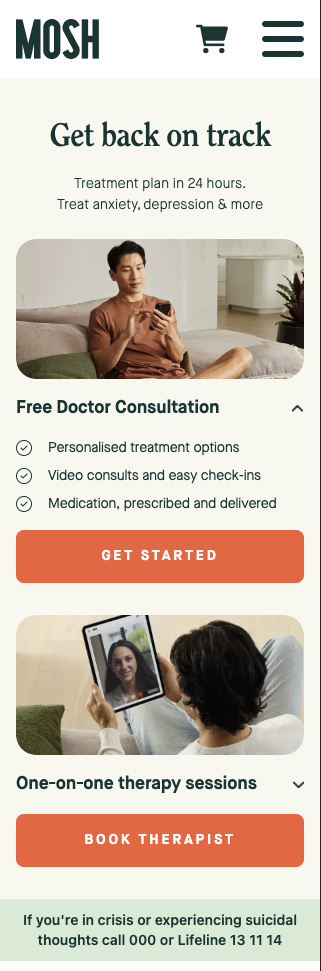 MOSH
Get back on track
Treatment plan in 24 hours.
Treat anxiety, depression & more
Free Doctor Consultation
Personalised treatment options
Video consults and easy check-ins
Medication, prescribed and delivered
GET STARTED
One-on-one therapy sessions
BOOK THERAPIST
If you're in crisis or experiencing suicidal
thoughts call 000 or Lifeline 13 11 14